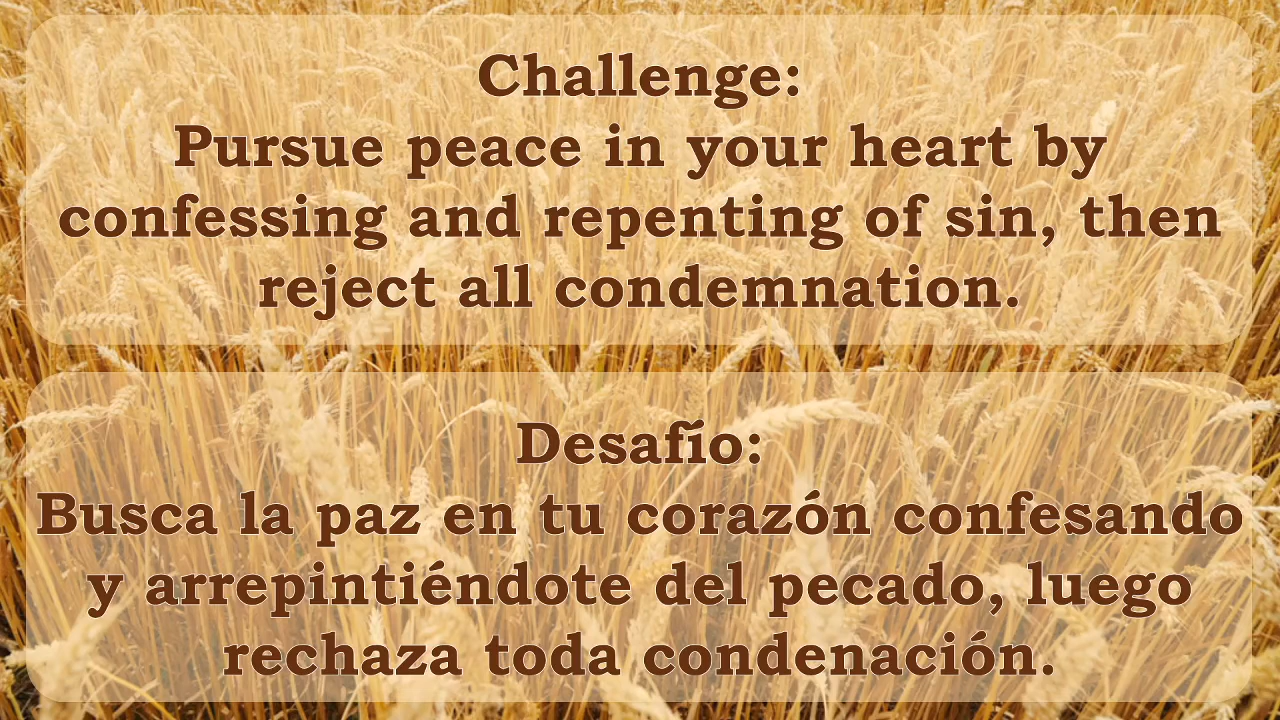 Challenge:
Pursue peace in your heart by
confessing and repenting of sin, then
reject all condemnation.
Desafío:
Busca la paz en tu corazón confesando
y arrepintiéndote del pecado, luego
rechaza toda condenación.